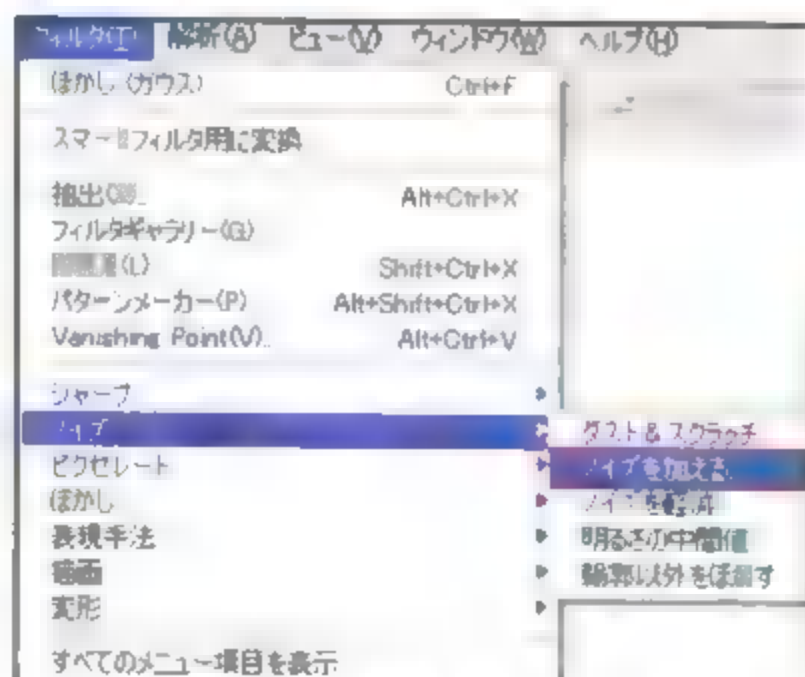 フィルタ(T) 解析(A) ビュー(V) ウィンドウ(W) ヘルプ(H)
ぼかし (ガウス) Ctrl+F
スマートフィルタ用に変換
抽出 Alt+Ctrl+X
フィルタギャラリー(G)
(L) Shift+Ctrl+X
パターンメーカー(P) Alt+Shift+Ctrl+X
Vanishing Point(V)... Alt+Ctrl+V
シャープ
ノイズ ダスト & スクラッチ
ピクセレート ノイズを加える...
ぼかし ノイズを軽減
表現手法 明るさの中間値
描画 輪郭以外をぼかす
変形
すべてのメニュー項目を表示